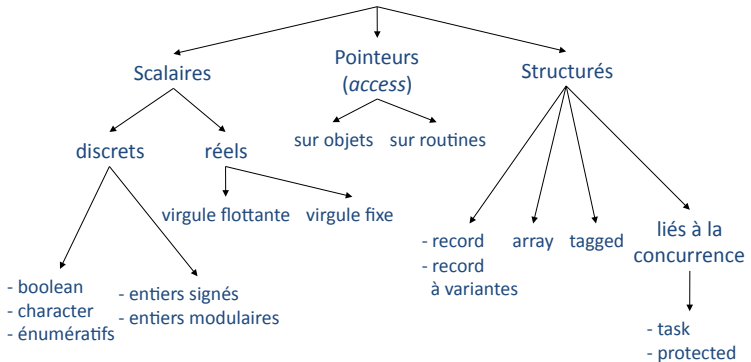 Scalaires
Pointeurs
(access)
Structurés
discrets
réels
sur objets
sur routines
virgule flottante
virgule fixe
- boolean
- character
- énumératifs
- entiers signés
- entiers modulaires
- record
- record
à variantes
array
tagged
liés à la
concurrence
- task
- protected